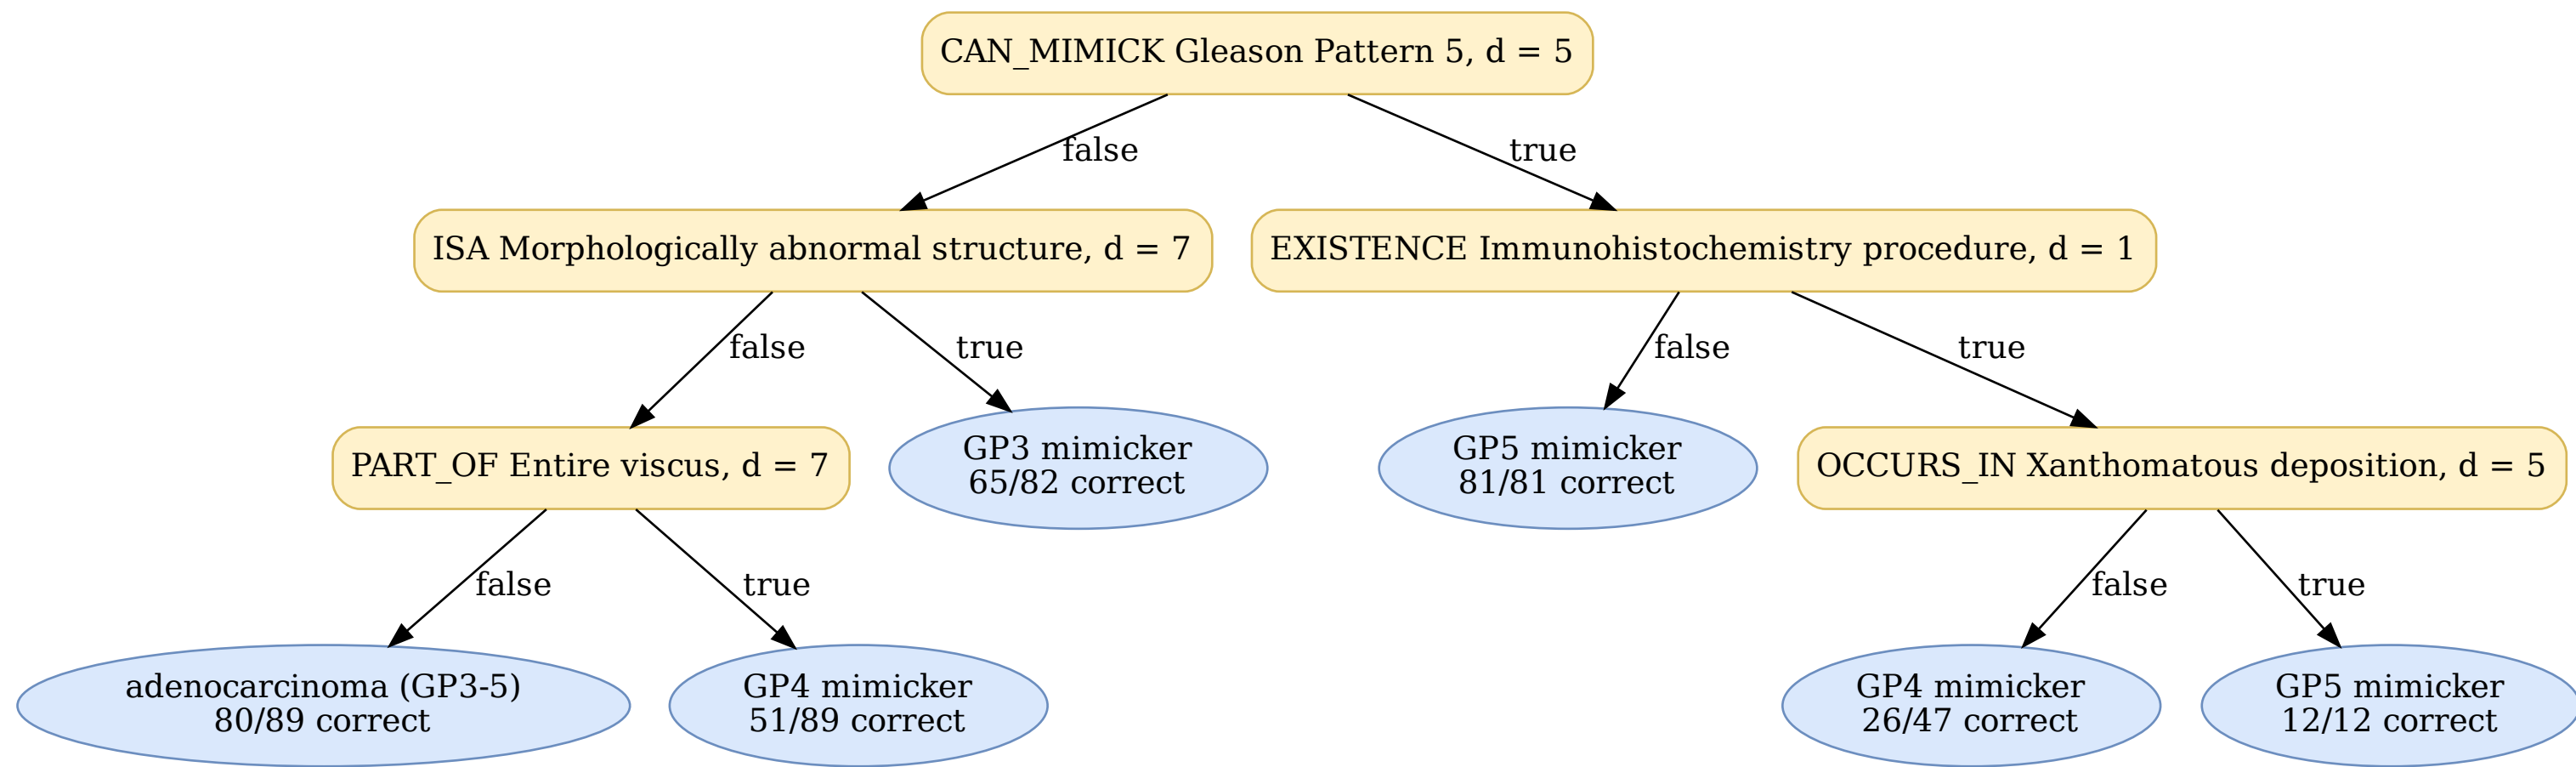 CAN_MIMICK Gleason Pattern 5, d = 5
false
true
ISA Morphologically abnormal structure, d = 7
EXISTENCE Immunohistochemistry procedure, d = 1
false
true
false
true
PART_OF Entire viscus, d = 7
GP3 mimicker
65/82 correct
GP5 mimicker
81/81 correct
OCCURS_IN Xanthomatous deposition, d = 5
false
true
false
true
adenocarcinoma (GP3-5)
80/89 correct
GP4 mimicker
51/89 correct
GP4 mimicker
26/47 correct
GP5 mimicker
12/12 correct